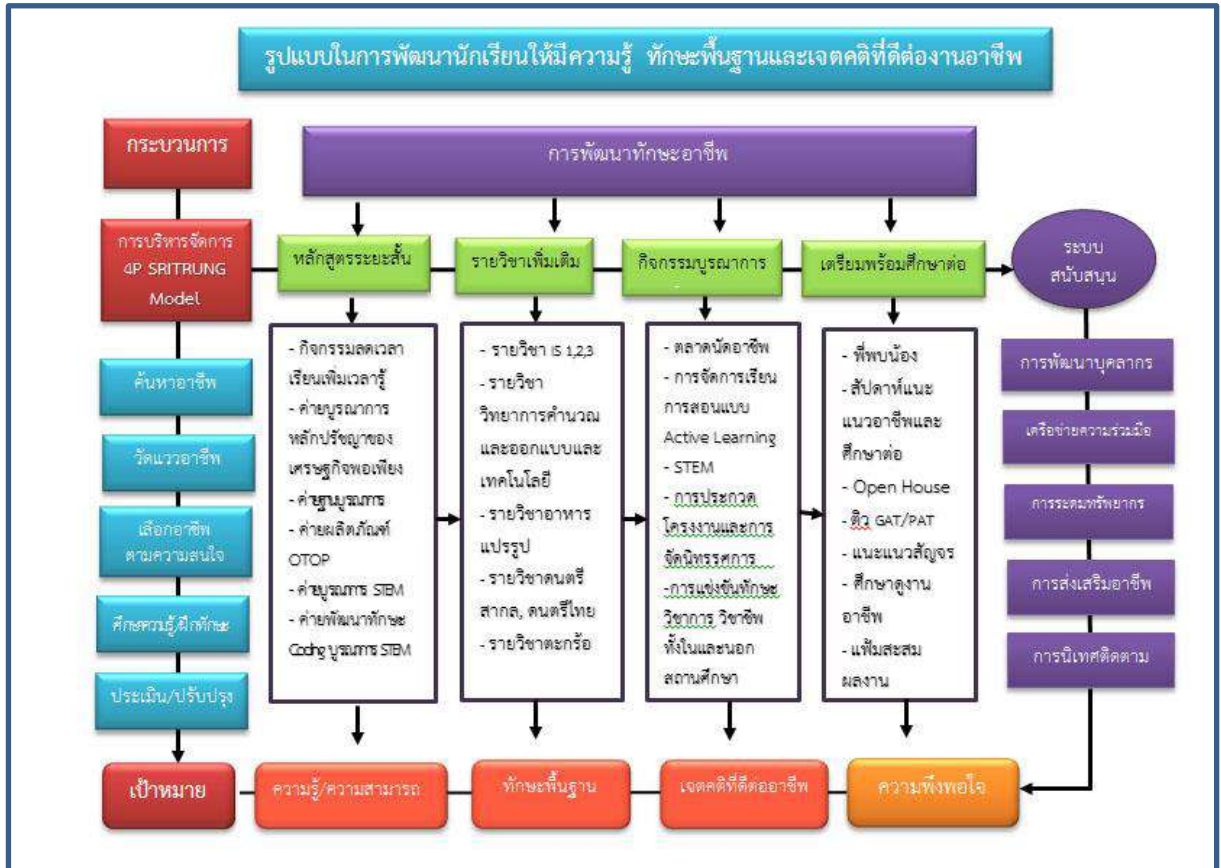 รูปแบบในการพัฒนานักเรียนให้มีความรู้ ทักษะพื้นฐานและเจตคติที่ดีต่องานอาชีพ
กระบวนการ
การพัฒนาทักษะอาชีพ
การบริหารจัดการ
4P SRITRUNG
Model
หลักสูตรระยะสั้น
รายวิชาเพิ่มเติม
กิจกรรมบูรณาการ
เตรียมพร้อมศึกษาต่อ
ระบบ
สนับสนุน
ค้นหาอาชีพ
วัดแววอาชีพ
เลือกอาชีพ
ตามความสนใจ
ศึกษาความรู้/ฝึกทักษะ
ประเมิน/ปรับปรุง
- กิจกรรมลดเวลา
เรียนเพิ่มเวลารู้
- ค่ายบูรณาการ
หลักปรัชญาของ
เศรษฐกิจพอเพียง
- ค่ายฐานบูรณาการ
- ค่ายผลิตภัณฑ์
OTOP
- ค่ายบูรณาการ STEM
- ค่ายพัฒนาทักษะ
Coding บูรณาการ STEM
- รายวิชา IS 1,2,3
- รายวิชา
วิทยาการคำนวณ
และออกแบบและ
เทคโนโลยี
- รายวิชาอาหาร
แปรรูป
- รายวิชาดนตรี
สากล, ดนตรีไทย
- รายวิชาตะกร้อ
- ตลาดนัดอาชีพ
- การจัดการเรียน
การสอนแบบ
Active Learning
- STEM
- การประกวด
โครงงานและการ
จัดนิทรรศการ
-การแข่งขันทักษะ
วิชาการ วิชาชีพ
ทั้งในและนอก
สถานศึกษา
- พี่พบน้อง
- สัปดาห์แนะ
แนวอาชีพและ
ศึกษาต่อ
- Open House
- ติว GAT/PAT
- แนะแนวสัญจร
- ศึกษาดูงาน
อาชีพ
- แฟ้มสะสม
ผลงาน
การพัฒนาบุคลากร
เครือข่ายความร่วมมือ
การระดมทรัพยากร
การส่งเสริมอาชีพ
การนิเทศติดตาม
เป้าหมาย
ความรู้/ความสามารถ
ทักษะพื้นฐาน
เจตคติที่ดีต่ออาชีพ
ความพึงพอใจ